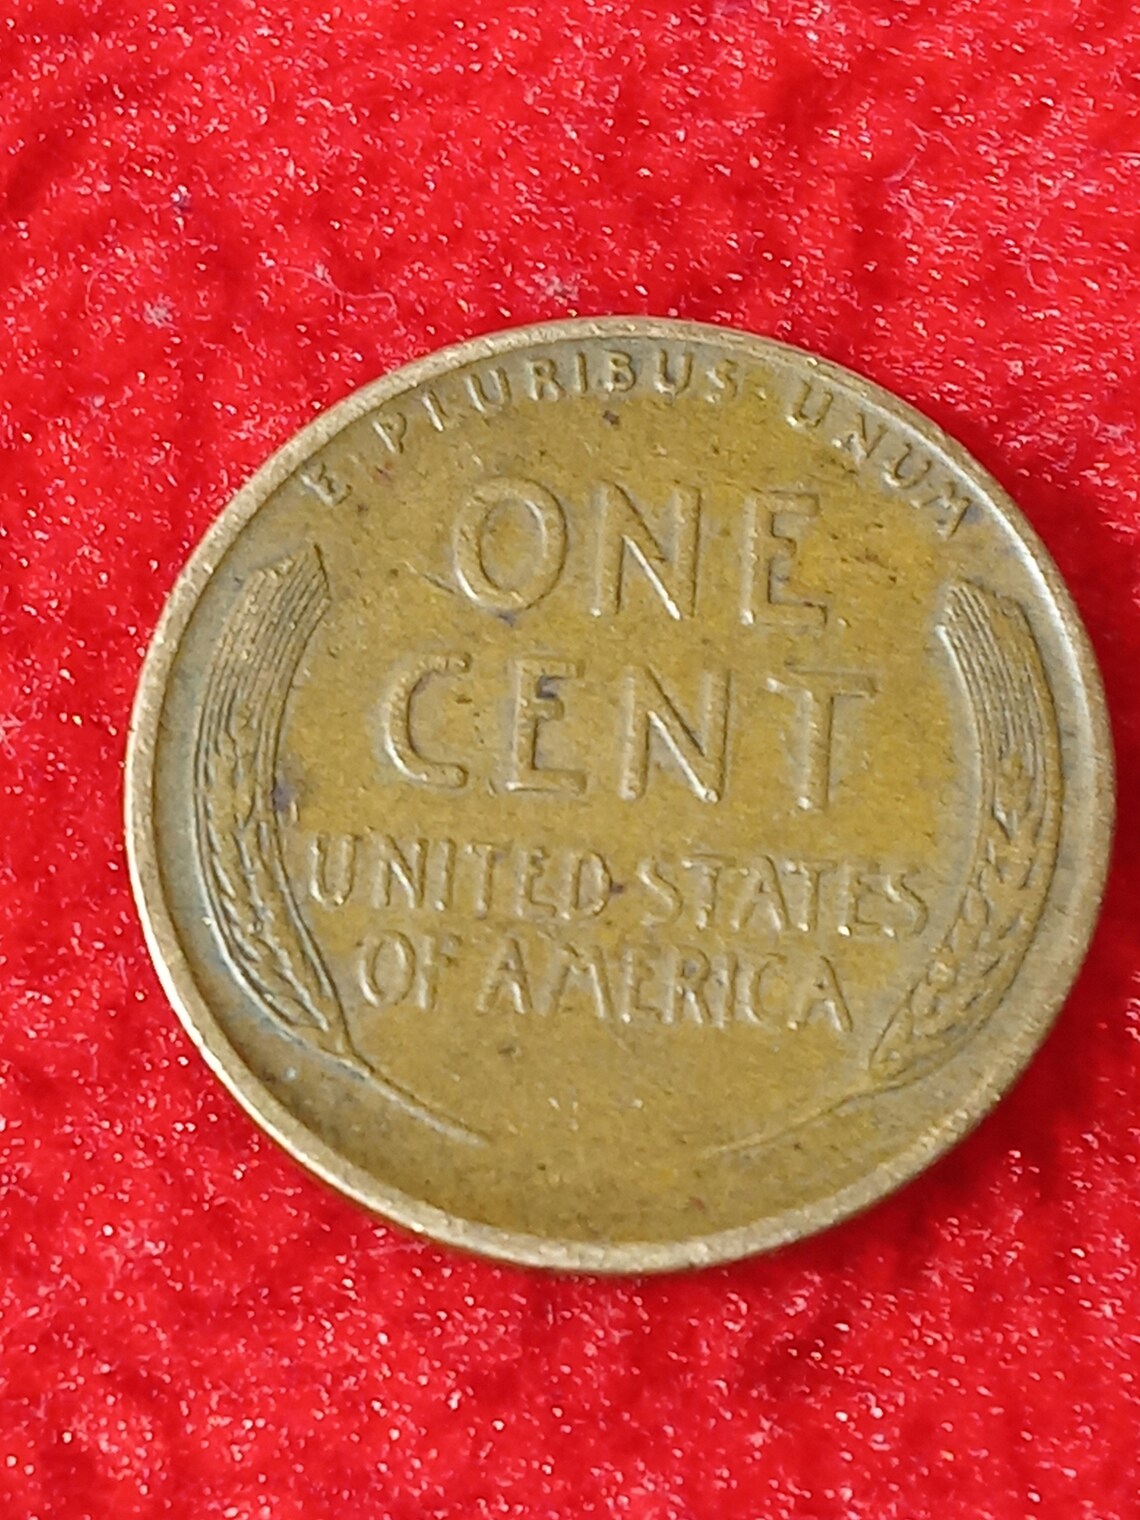 E · PLURIBUS · UNUM
ONE
CENT
UNITED·STATES
OF AMERICA